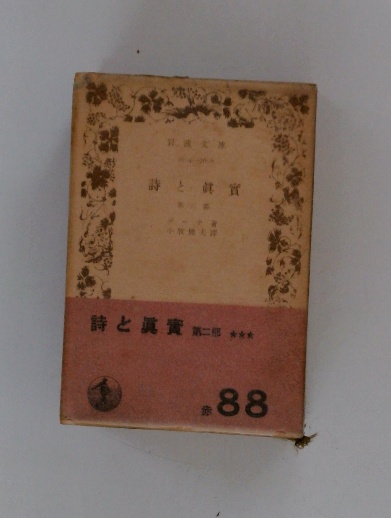 岩波文庫
詩と眞實
第二部
ゲーテ著
小牧健夫譯
詩と眞實 第二部 ★★★
赤 88